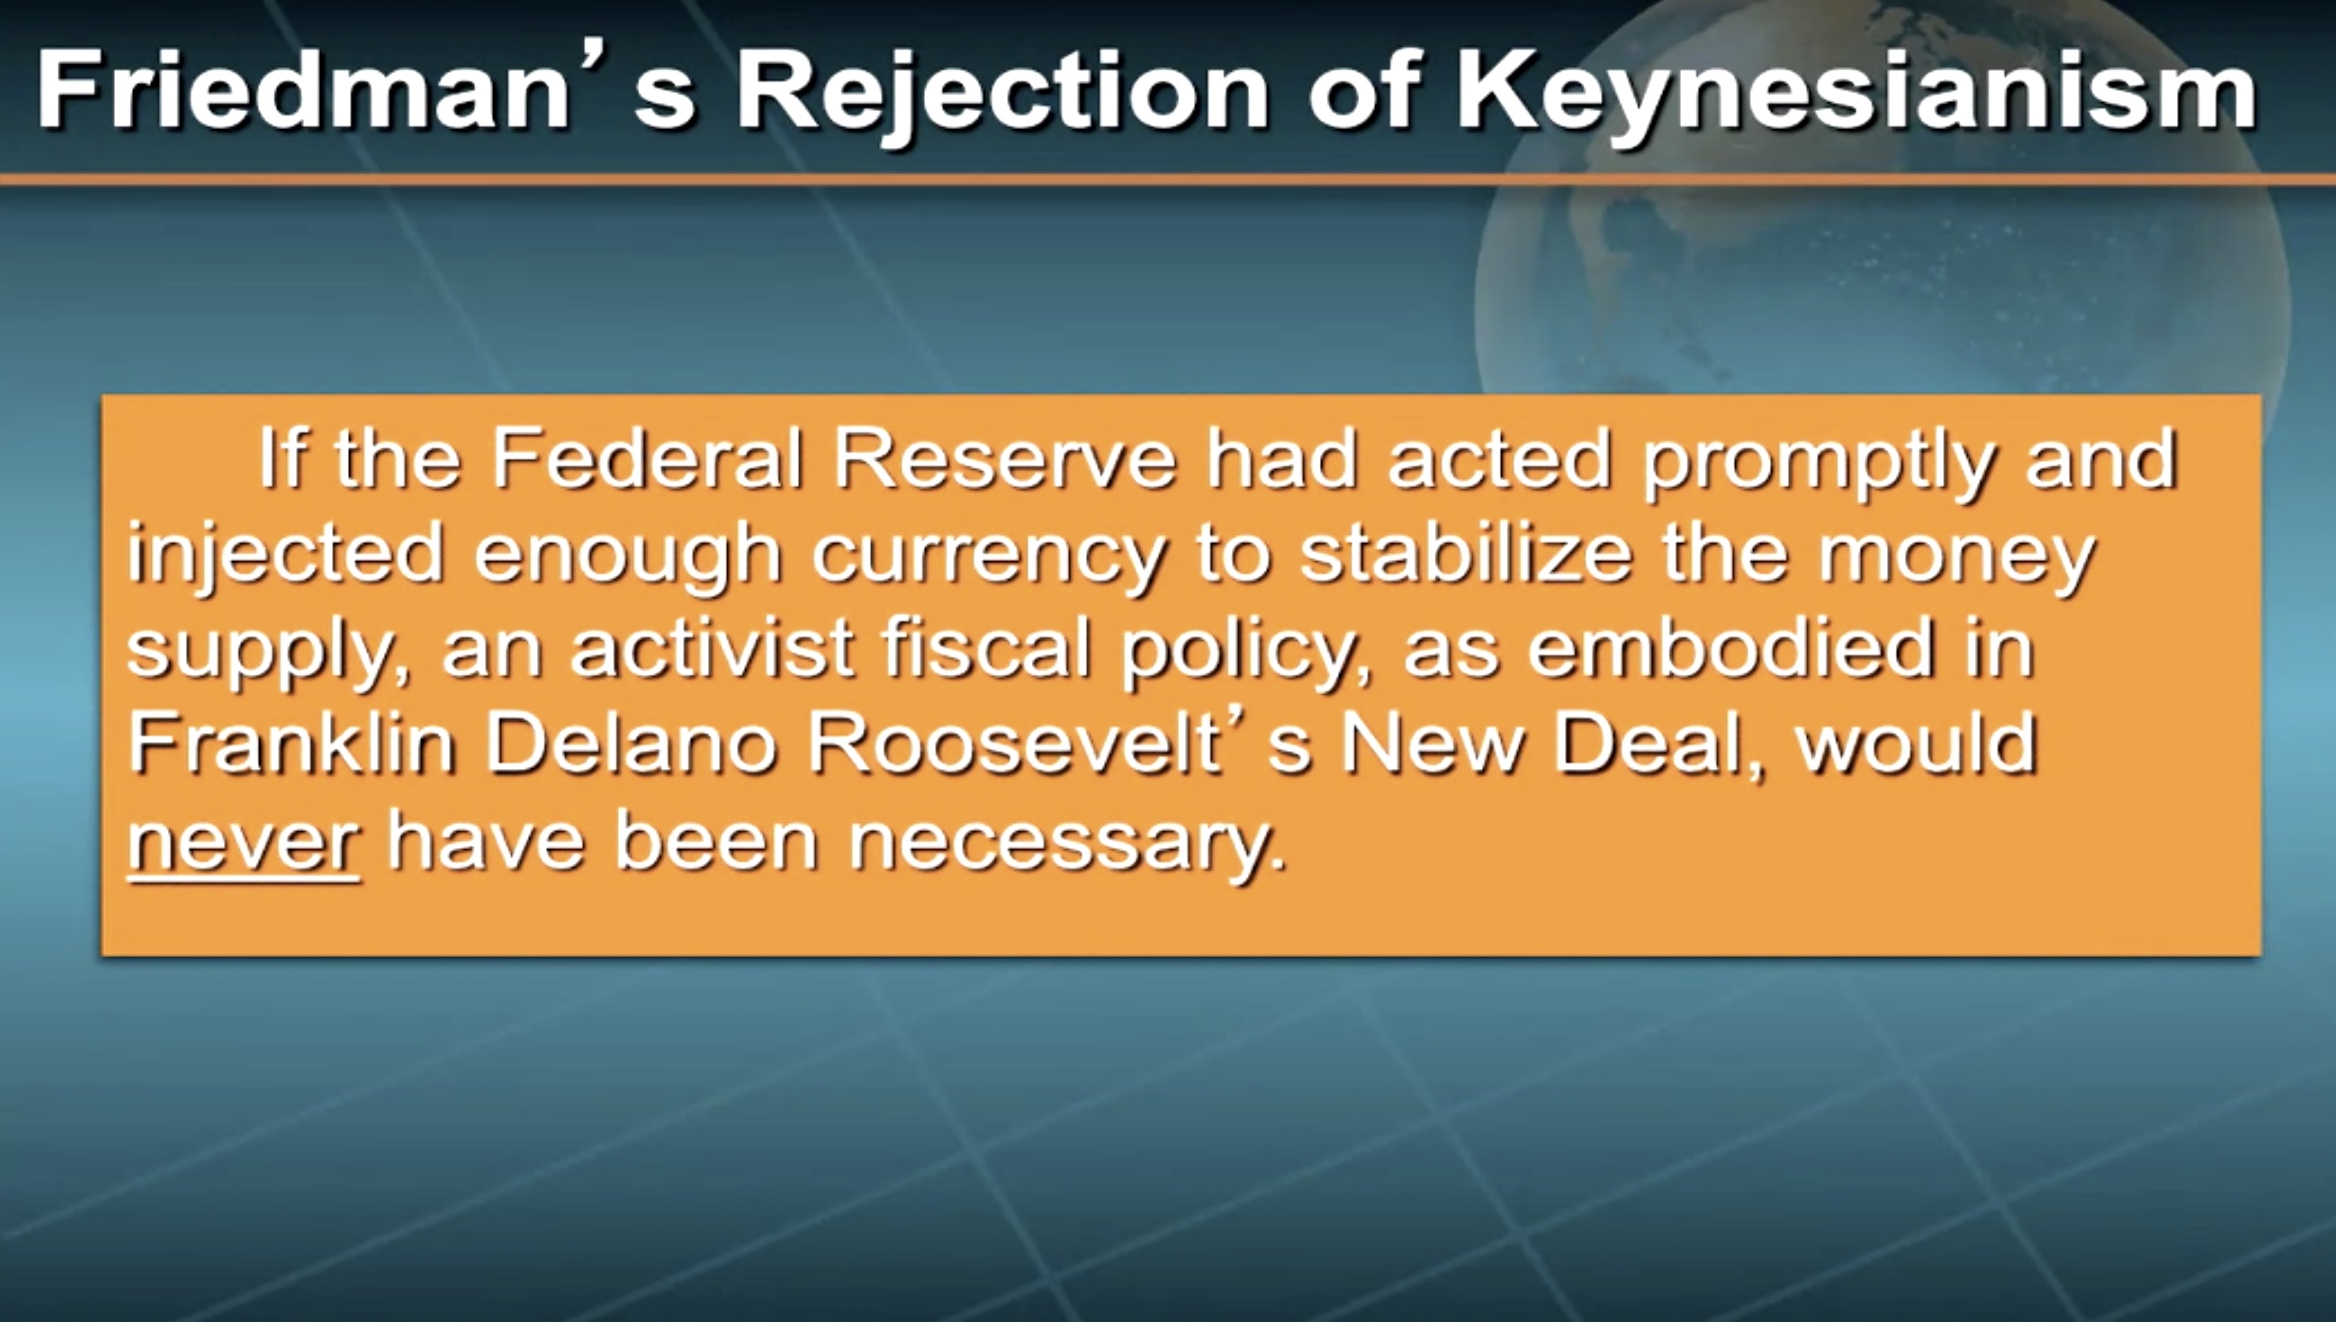 Friedman’s Rejection of Keynesianism
If the Federal Reserve had acted promptly and
injected enough currency to stabilize the money
supply, an activist fiscal policy, as embodied in
Franklin Delano Roosevelt’s New Deal, would
never have been necessary.